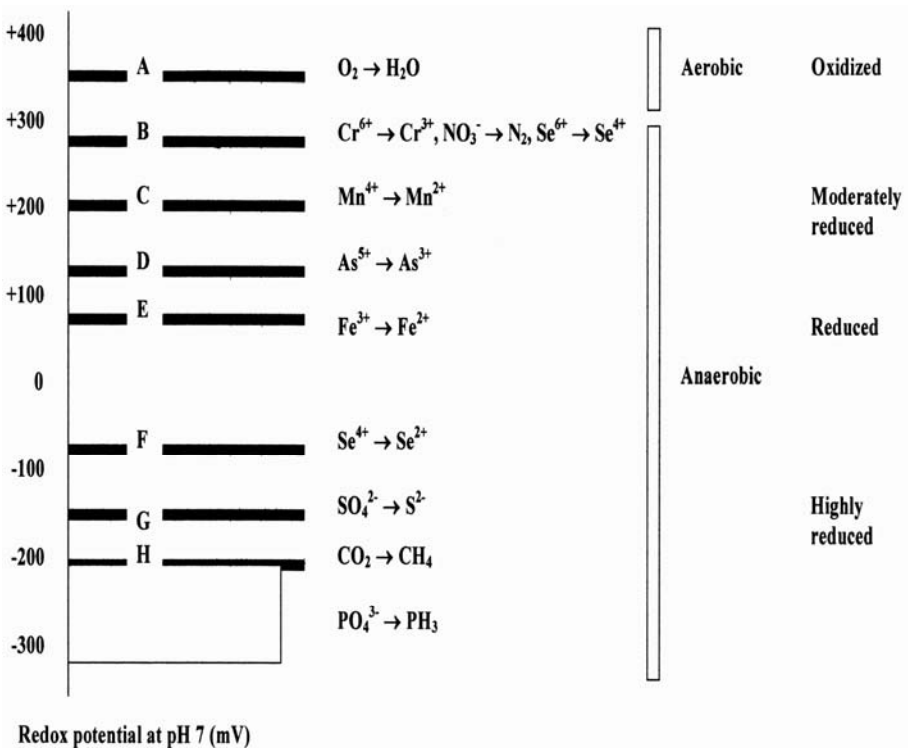 +400
A O₂ → H₂O Aerobic Oxidized
+300
B Cr⁶⁺ → Cr³⁺, NO₃⁻ → N₂, Se⁶⁺ → Se⁴⁺
+200 C Mn⁴⁺ → Mn²⁺ Moderately
reduced
D As⁵⁺ → As³⁺
+100
E Fe³⁺ → Fe²⁺ Reduced
0 Anaerobic
F Se⁴⁺ → Se²⁺
-100
G SO₄²⁻ → S²⁻ Highly
reduced
-200 H CO₂ → CH₄
PO₄³⁻ → PH₃
-300
Redox potential at pH 7 (mV)